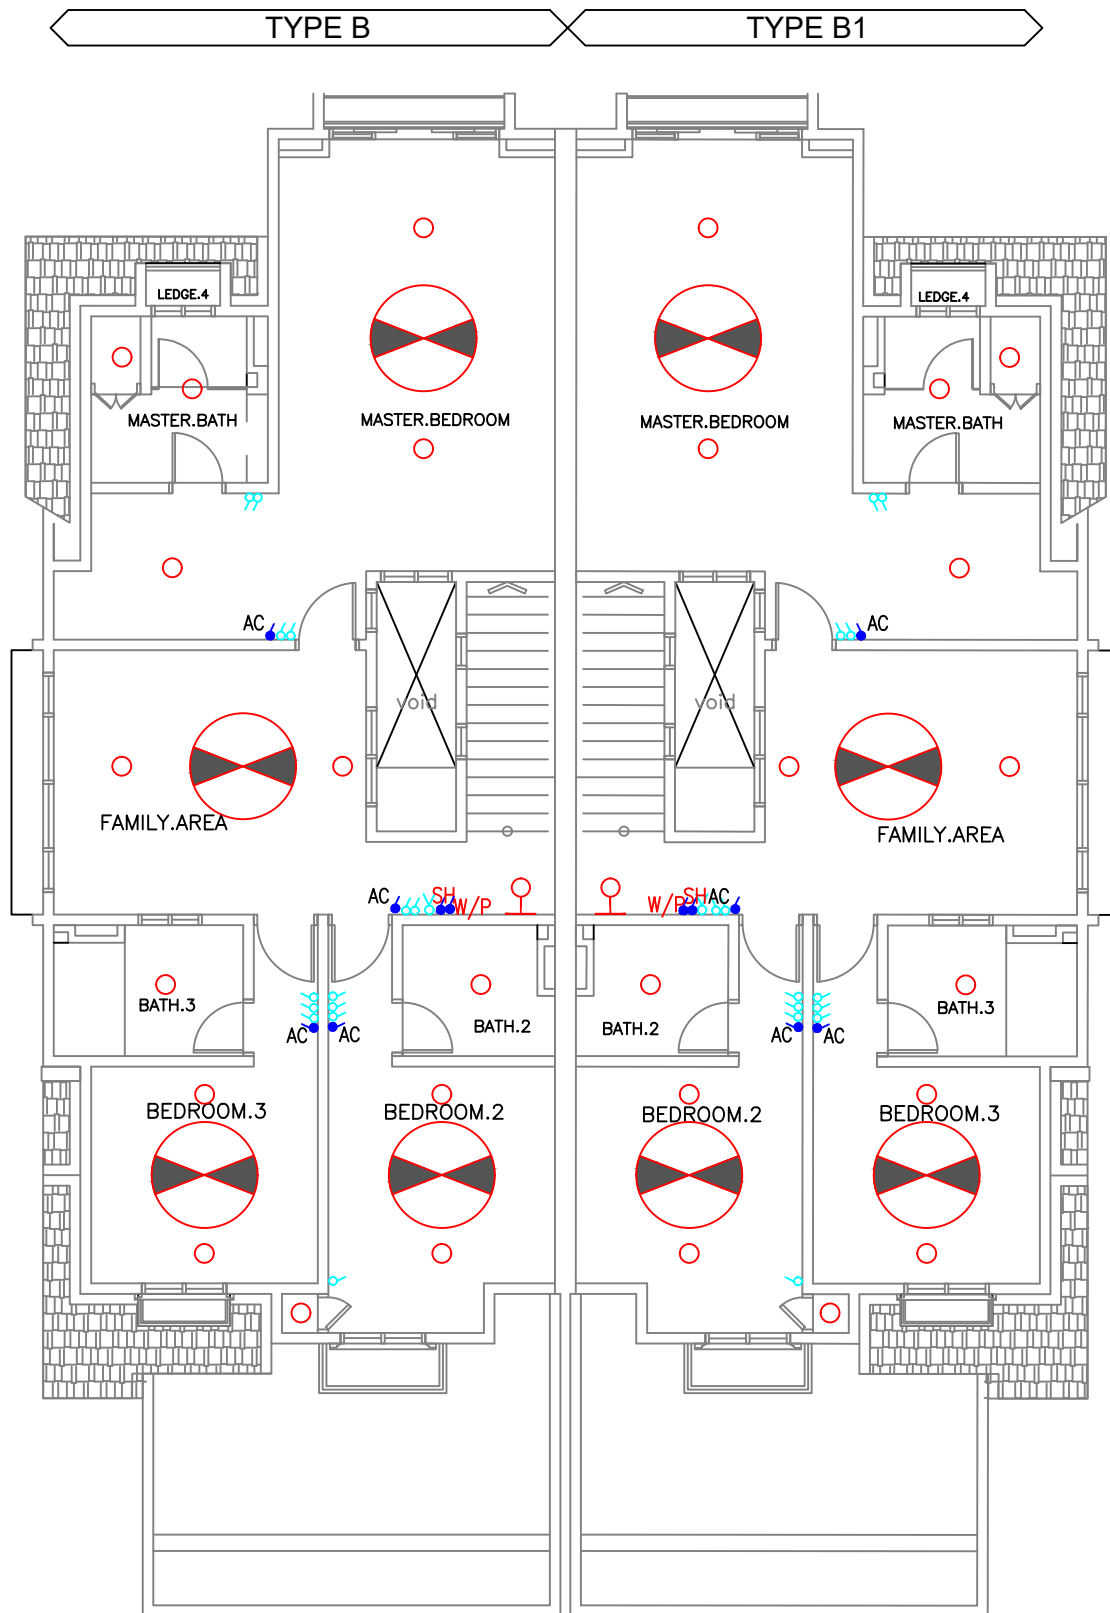 TYPE B
TYPE B1
LEDGE.4
LEDGE.4
MASTER.BATH
MASTER.BEDROOM
MASTER.BEDROOM
MASTER.BATH
AC
AC
void
void
FAMILY.AREA
FAMILY.AREA
AC
SH
W/P
W/P
SH
AC
BATH.3
BATH.2
BATH.2
BATH.3
AC
AC
AC
AC
BEDROOM.3
BEDROOM.2
BEDROOM.2
BEDROOM.3